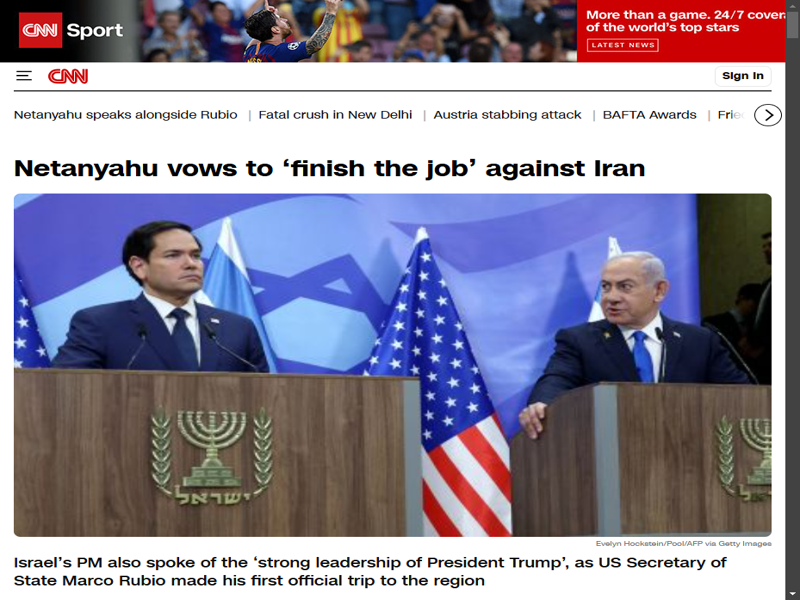 CNN Sport
More than a game. 24/7 cover
of the world's top stars
LATEST NEWS
CNN
Sign in
Netanyahu speaks alongside Rubio | Fatal crush in New Delhi | Austria stabbing attack | BAFTA Awards |
Netanyahu vows to ‘finish the job’ against Iran
ישראל
Evelyn Hockstein/Pool/AFP via Getty Images
Israel’s PM also spoke of the ‘strong leadership of President Trump’, as US Secretary of
State Marco Rubio made his first official trip to the region